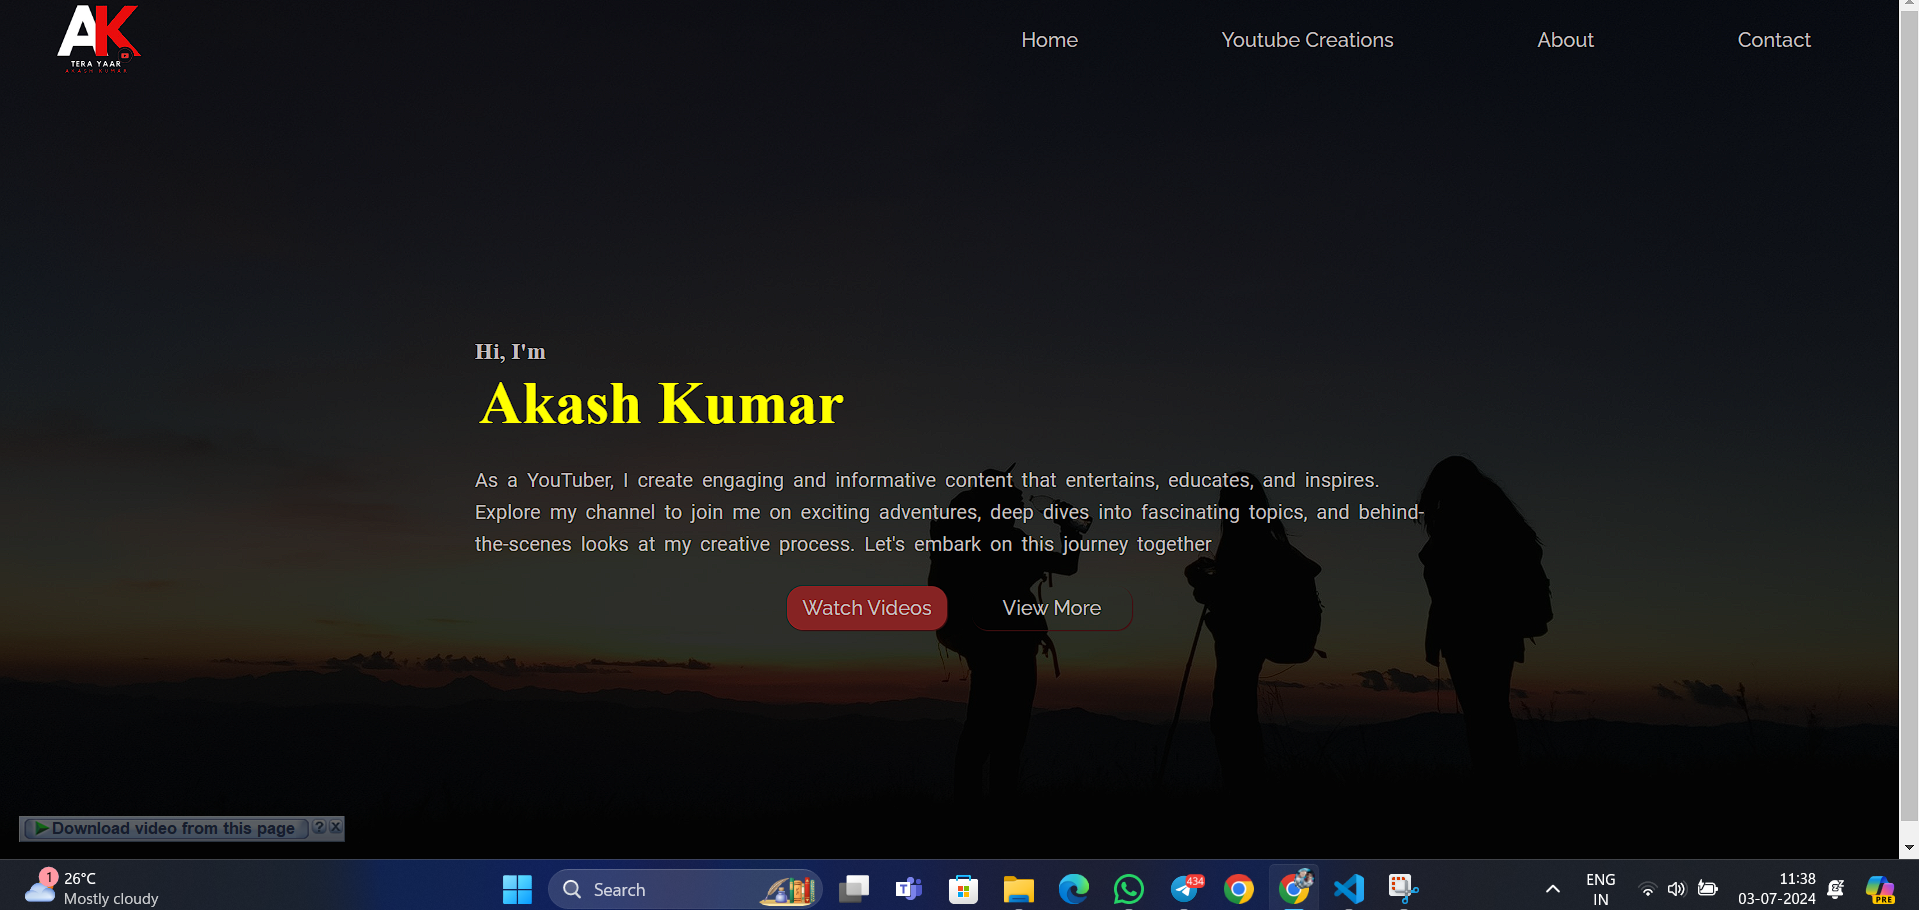 AK
TERA YAAR
AKASH KUMAR
Home
Youtube Creations
About
Contact
Hi, I'm
Akash Kumar
As a YouTuber, I create engaging and informative content that entertains, educates, and inspires.
Explore my channel to join me on exciting adventures, deep dives into fascinating topics, and behind-
the-scenes looks at my creative process. Let's embark on this journey together
Watch Videos
View More
Download video from this page ? x
1
26°C
Mostly cloudy
Search
T
434
PRE
ENG
IN
11:38
03-07-2024